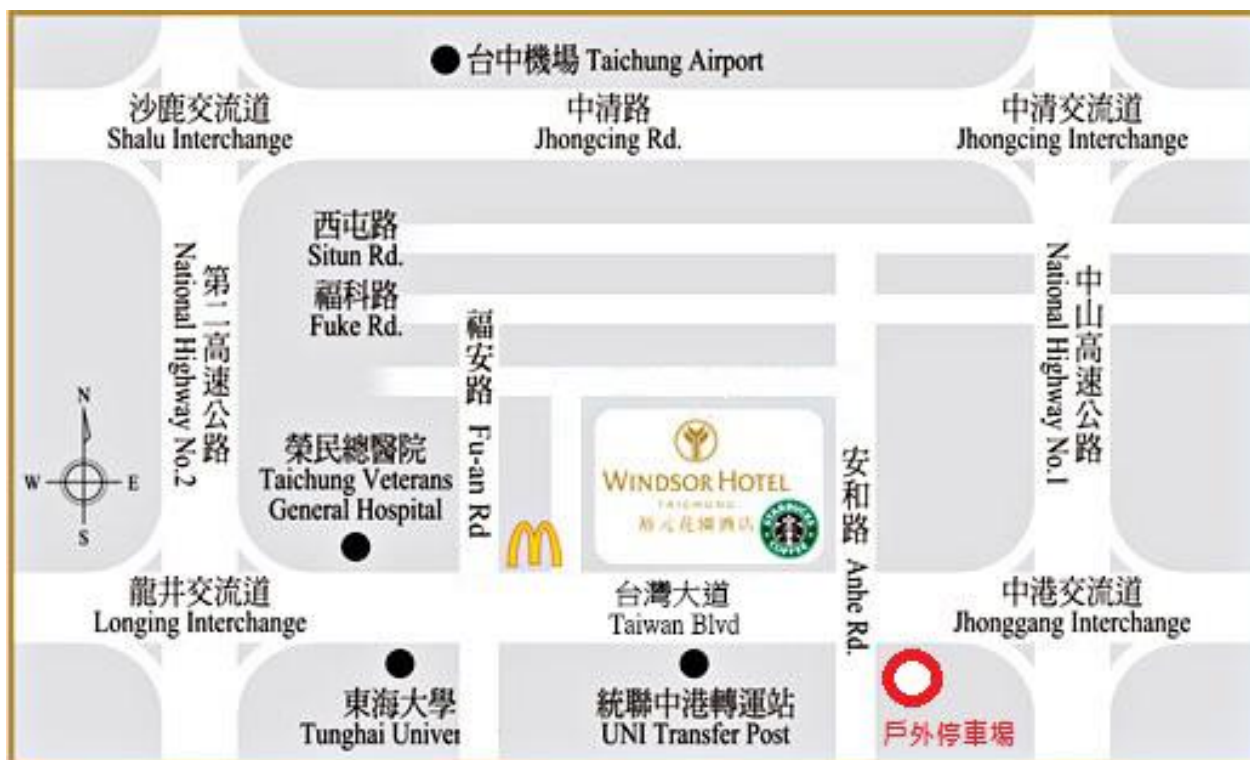 台中機場 Taichung Airport
沙鹿交流道
Shalu Interchange
中清路
Jhongcing Rd.
中清交流道
Jhongcing Interchange
西屯路
Situn Rd.
福科路
Fuke Rd.
第二高速公路
National Highway No.2
福安路 Fu-an Rd
中山高速公路
National Highway No.1
N
W
E
S
榮民總醫院
Taichung Veterans
General Hospital
WINDSOR HOTEL
TAICHUNG
裕元花園酒店
STARBUCKS
COFFEE
安和路 Anhe Rd.
龍井交流道
Longing Interchange
台灣大道
Taiwan Blvd
中港交流道
Jhonggang Interchange
東海大學
Tunghai Univer
統聯中港轉運站
UNI Transfer Post
戶外停車場